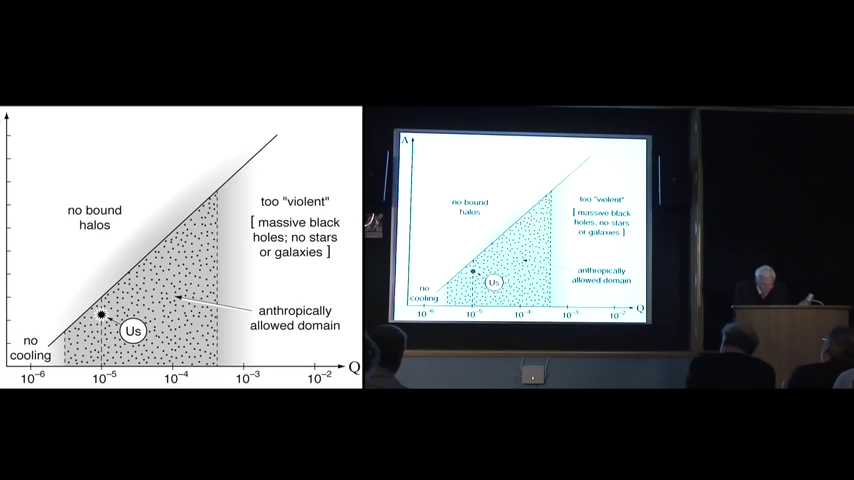 no bound
halos
too "violent"
[ massive black
holes; no stars
or galaxies ]
anthropically
allowed domain
Us
no
cooling
10⁻⁶
10⁻⁵
10⁻⁴
10⁻³
10⁻²
Q
Λ
no bound
halos
too "violent"
[ massive black
holes; no stars
or galaxies ]
anthropically
allowed domain
Us
no
cooling
10⁻⁶
10⁻⁵
10⁻⁴
10⁻³
10⁻²
Q